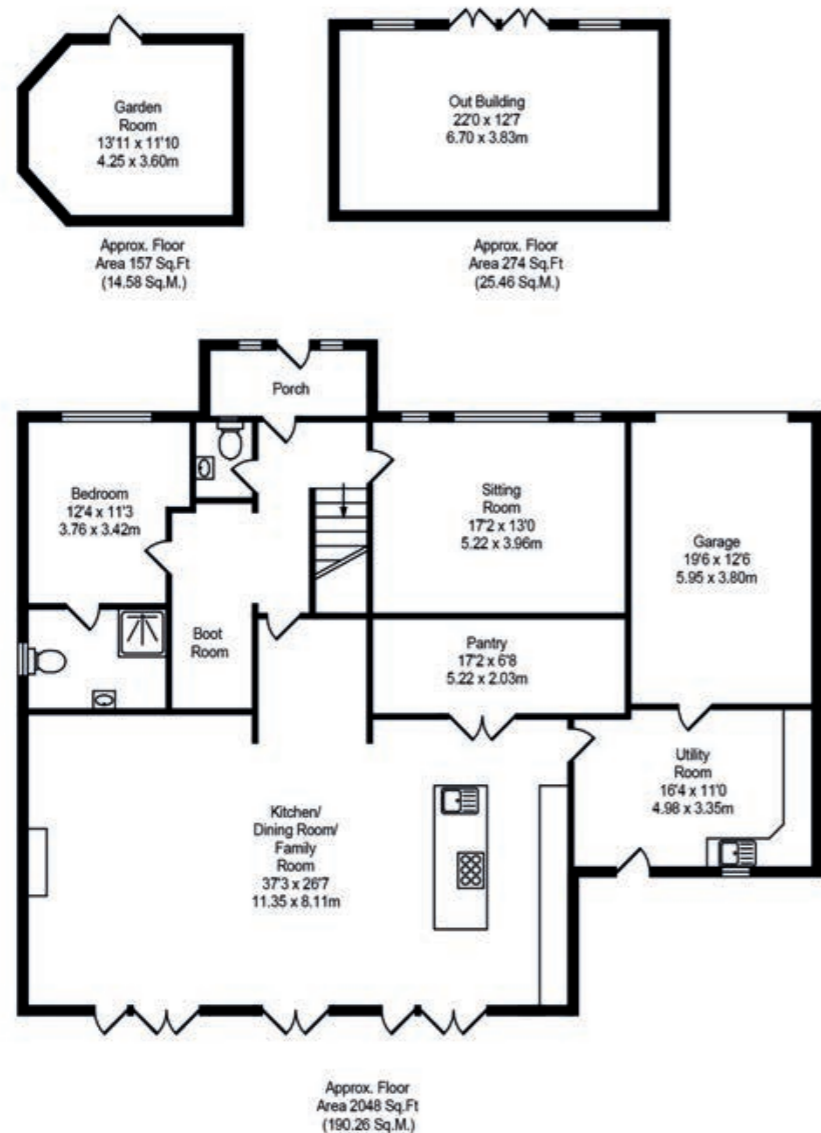 Garden
Room
13'11 x 11'10
4.25 x 3.60m
Approx. Floor
Area 157 Sq.Ft
(14.58 Sq.M.)
Out Building
22'0 x 12'7
6.70 x 3.83m
Approx. Floor
Area 274 Sq.Ft
(25.46 Sq.M.)
Porch
Bedroom
12'4 x 11'3
3.76 x 3.42m
Sitting
Room
17'2 x 13'0
5.22 x 3.96m
Garage
19'6 x 12'6
5.95 x 3.80m
Boot
Room
Pantry
17'2 x 6'8
5.22 x 2.03m
Utility
Room
16'4 x 11'0
4.98 x 3.35m
Kitchen/
Dining Room/
Family
Room
37'3 x 26'7
11.35 x 8.11m
Approx. Floor
Area 2048 Sq.Ft
(190.26 Sq.M.)